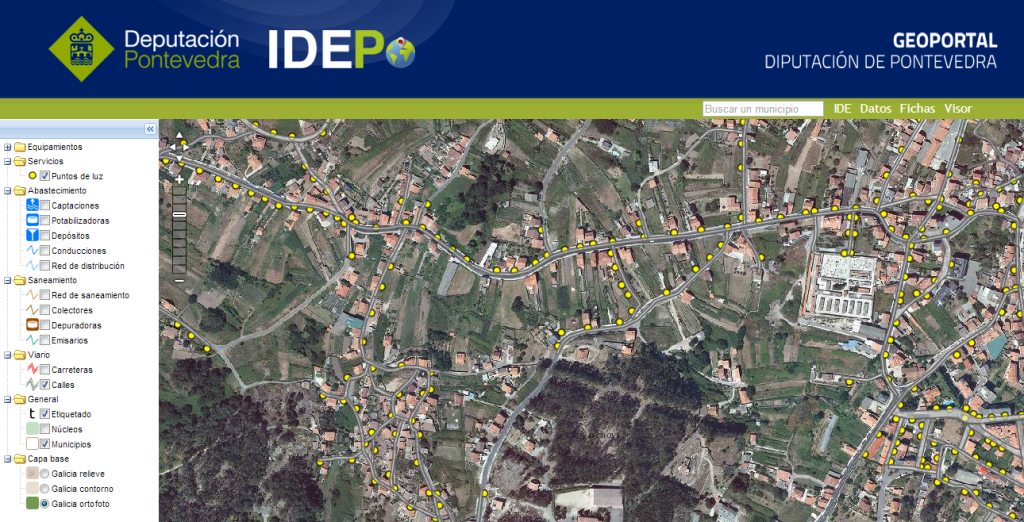 Deputación
Pontevedra
IDEPO
GEOPORTAL
DIPUTACIÓN DE PONTEVEDRA
Buscar un municipio
IDE Datos Fichas Visor
Equipamientos
Servicios
Puntos de luz
Abastecimiento
Captaciones
Potabilizadoras
Depósitos
Conducciones
Red de distribución
Saneamiento
Red de saneamiento
Colectores
Depuradoras
Emisarios
Viario
Carreteras
Calles
General
t Etiquetado
Núcleos
Municipios
Capa base
Galicia relieve
Galicia contorno
Galicia ortofoto